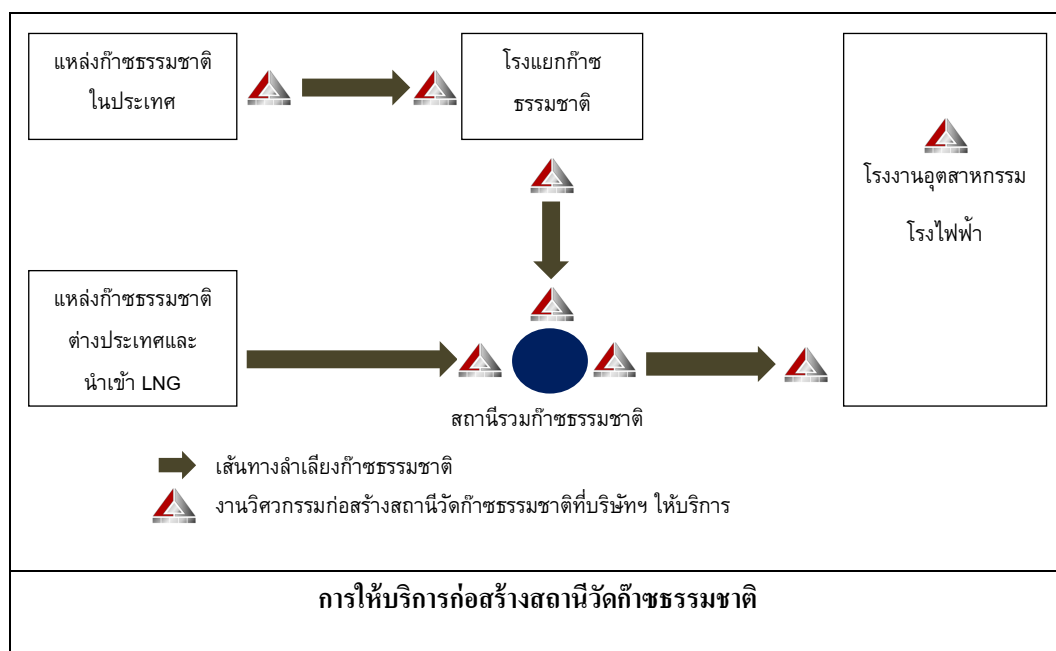 แหล่งก๊าซธรรมชาติ
ในประเทศ
โรงแยกก๊าซ
ธรรมชาติ
โรงงานอุตสาหกรรม
โรงไฟฟ้า
แหล่งก๊าซธรรมชาติ
ต่างประเทศและ
นำเข้า LNG
สถานีรวมก๊าซธรรมชาติ
เส้นทางลำเลียงก๊าซธรรมชาติ
งานวิศวกรรมก่อสร้างสถานีวัดก๊าซธรรมชาติที่บริษัทฯ ให้บริการ
การให้บริการก่อสร้างสถานีวัดก๊าซธรรมชาติ